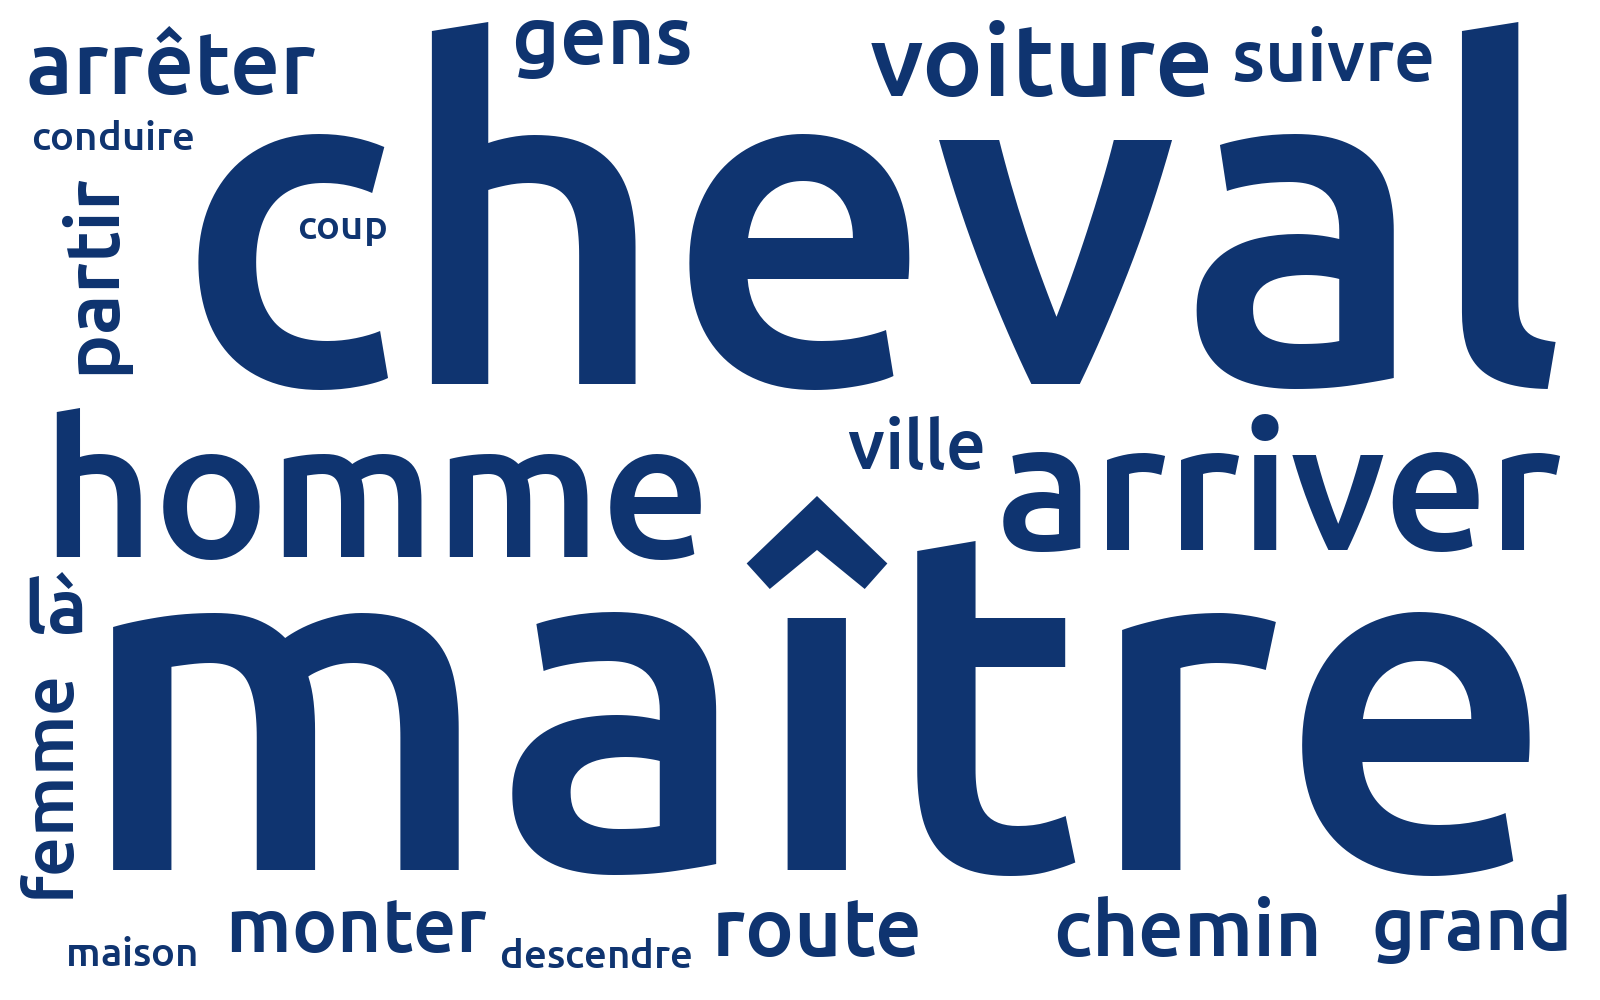 arrêter
gens
voiture
suivre
conduire
cheval
coup
partir
homme
ville
arriver
là
maître
femme
monter
route
chemin
grand
maison
descendre